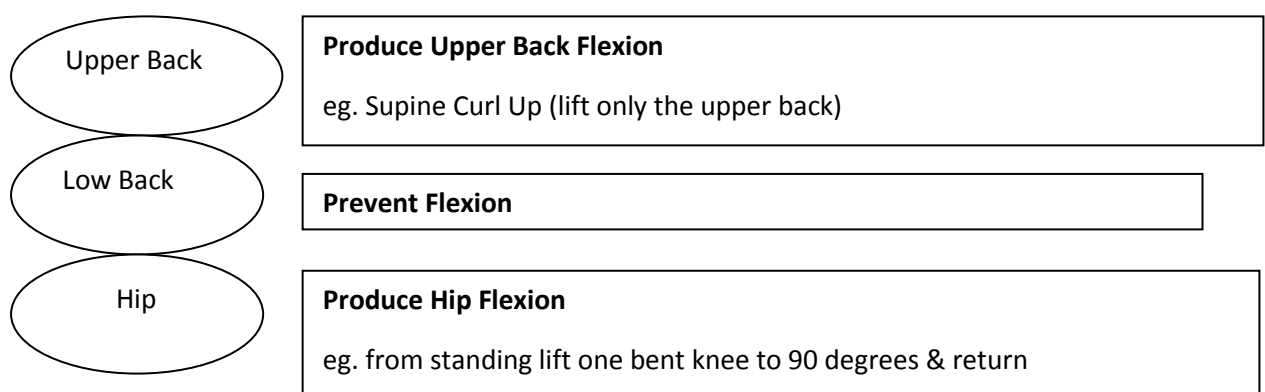 Upper Back
Produce Upper Back Flexion
eg. Supine Curl Up (lift only the upper back)
Low Back
Prevent Flexion
Hip
Produce Hip Flexion
eg. from standing lift one bent knee to 90 degrees & return